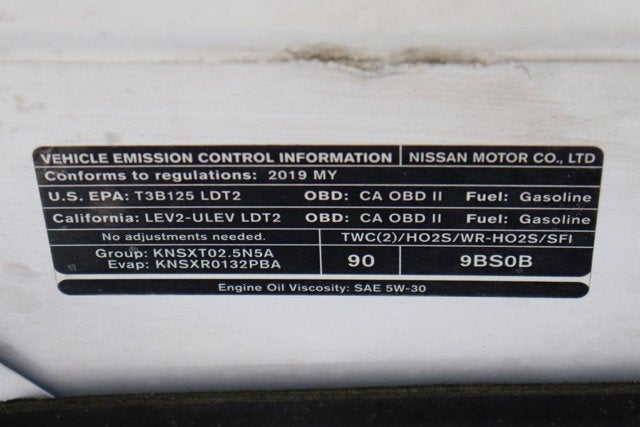 VEHICLE EMISSION CONTROL INFORMATION NISSAN MOTOR CO., LTD
Conforms to regulations: 2019 MY
U.S. EPA: T3B125 LDT2 OBD: CA OBD II Fuel: Gasoline
California: LEV2-ULEV LDT2 OBD: CA OBD II Fuel: Gasoline
No adjustments needed. TWC(2)/HO2S/WR-HO2S/SFI
Group: KNSXT02.5N5A
Evap: KNSXR0132PBA
90 9BS0B
Engine Oil Viscosity: SAE 5W-30